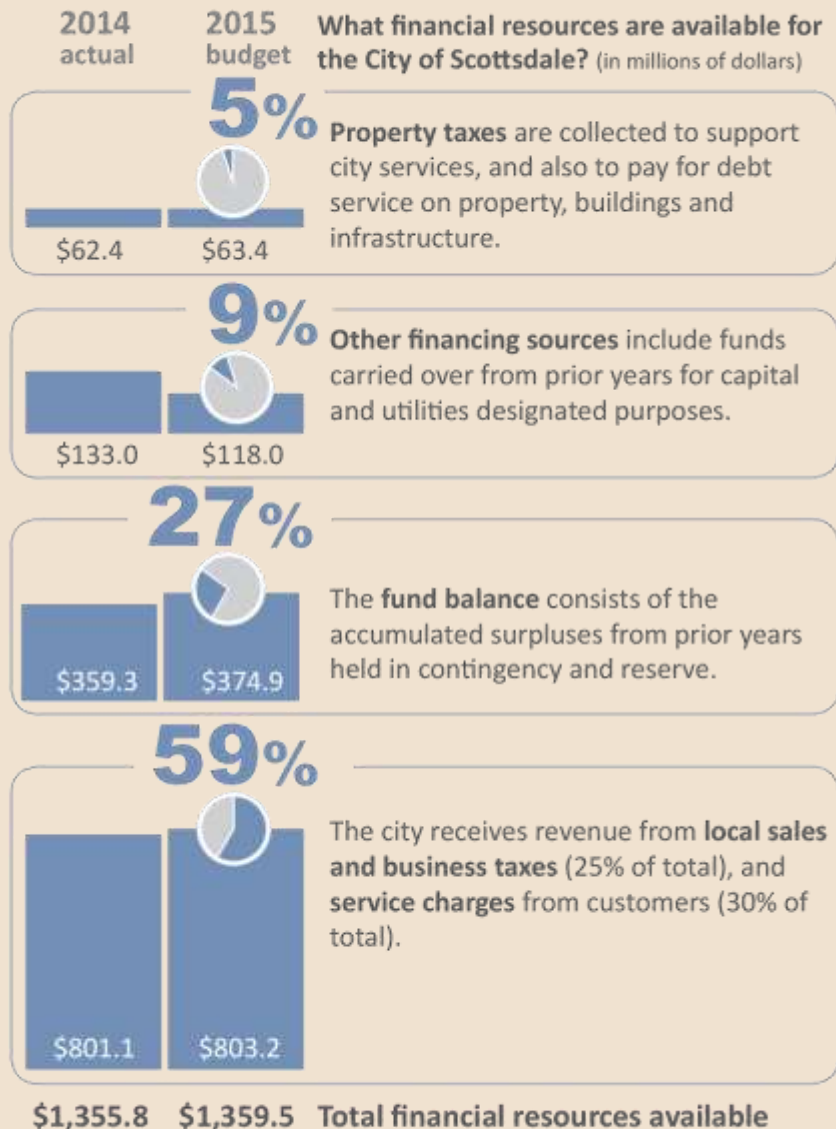 2014
actual
2015
budget
What financial resources are available for
the City of Scottsdale? (in millions of dollars)
5%
Property taxes are collected to support
city services, and also to pay for debt
service on property, buildings and
infrastructure.
$62.4
$63.4
9%
Other financing sources include funds
carried over from prior years for capital
and utilities designated purposes.
$133.0
$118.0
27%
The fund balance consists of the
accumulated surpluses from prior years
held in contingency and reserve.
$359.3
$374.9
59%
The city receives revenue from local sales
and business taxes (25% of total), and
service charges from customers (30% of
total).
$801.1
$803.2
$1,355.8 $1,359.5 Total financial resources available